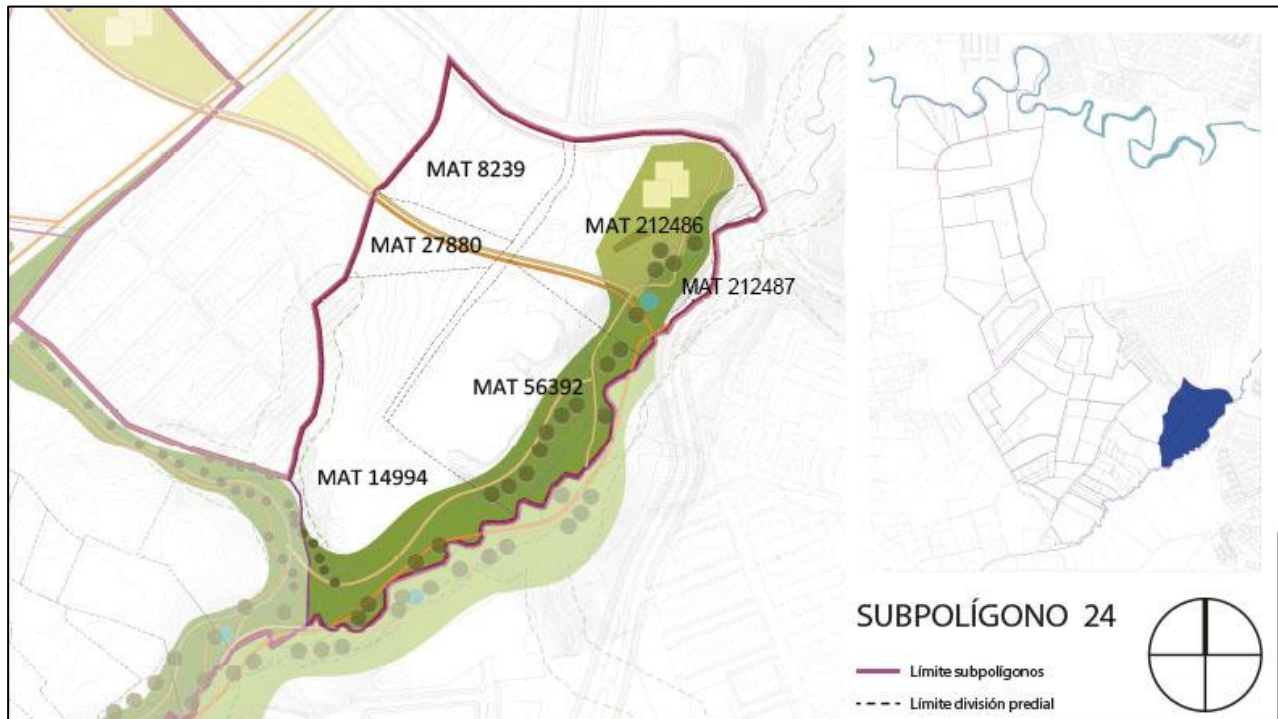 MAT 8239
MAT 212486
MAT 27880
MAT 212487
MAT 56392
MAT 14994
SUBPOLÍGONO 24
Límite subpolígonos
Límite división predial